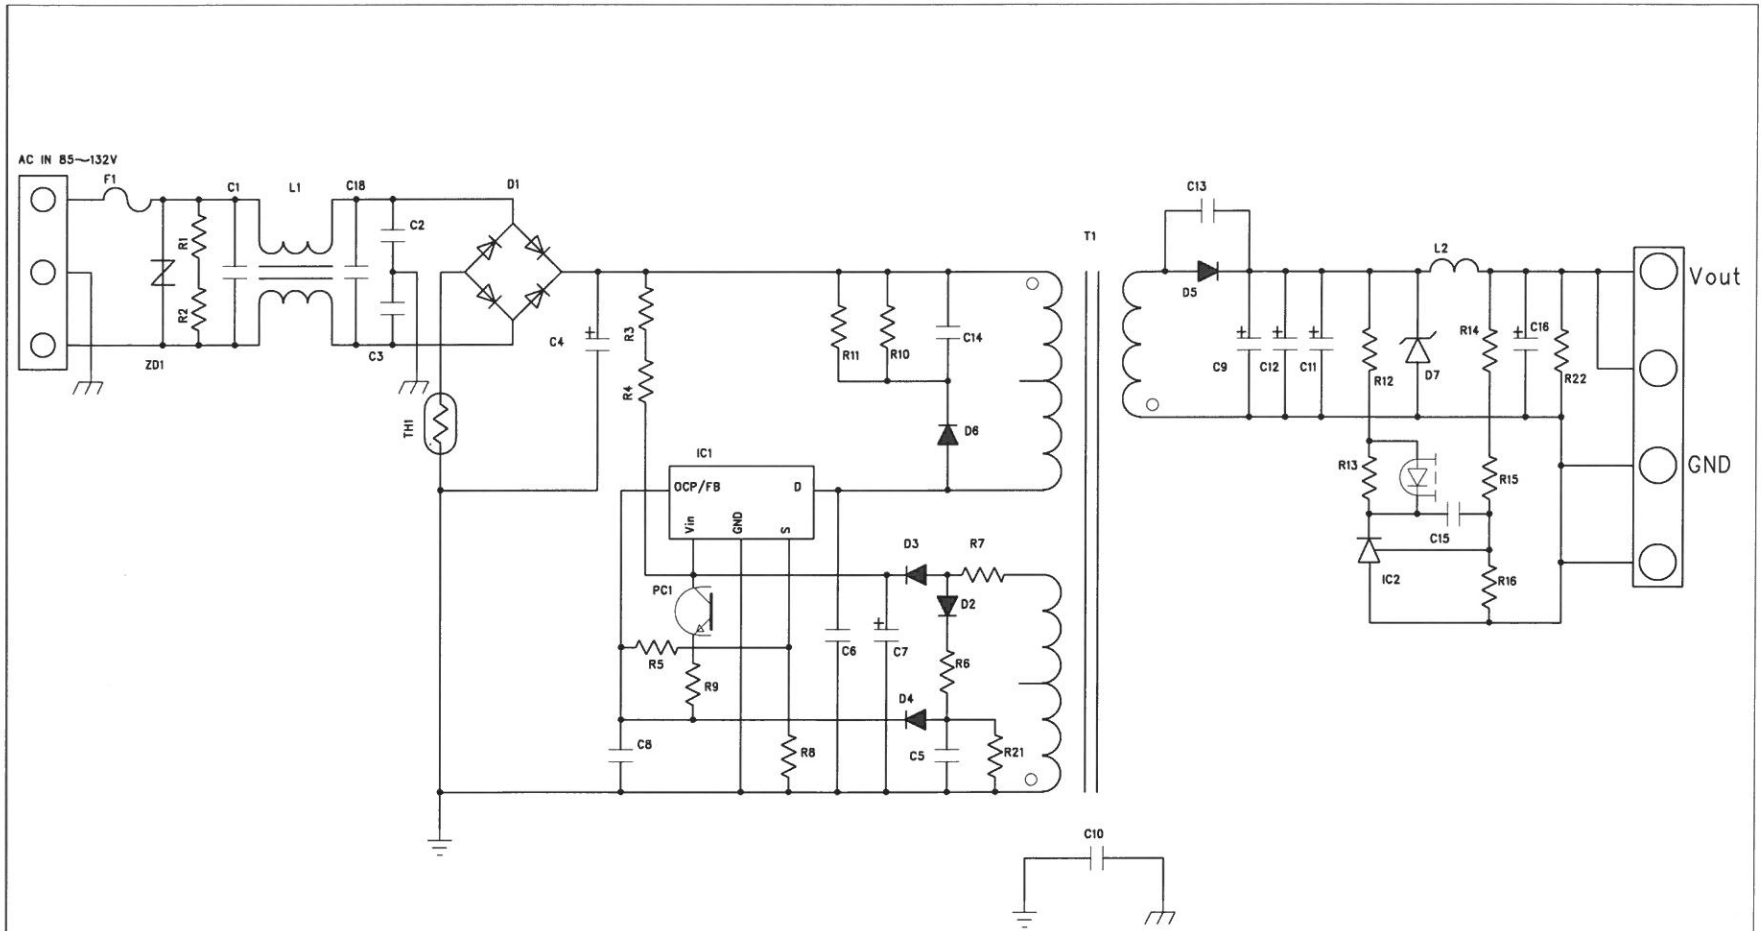 AC IN 85~132V
F1
C1
L1
C18
D1
C13
T1
R1
C2
L2
D5
Vout
R2
C3
ZD1
C4
R3
R4
R11
R10
C14
C9
C12
C11
R12
D7
R14
C16
R22
TH1
D6
IC1
OCP/FB
D
Vin
GND
S
R13
R15
GND
C15
IC2
R16
D3
R7
PC1
D2
R5
R9
C6
C7
R6
D4
C8
R8
C5
R21
C10